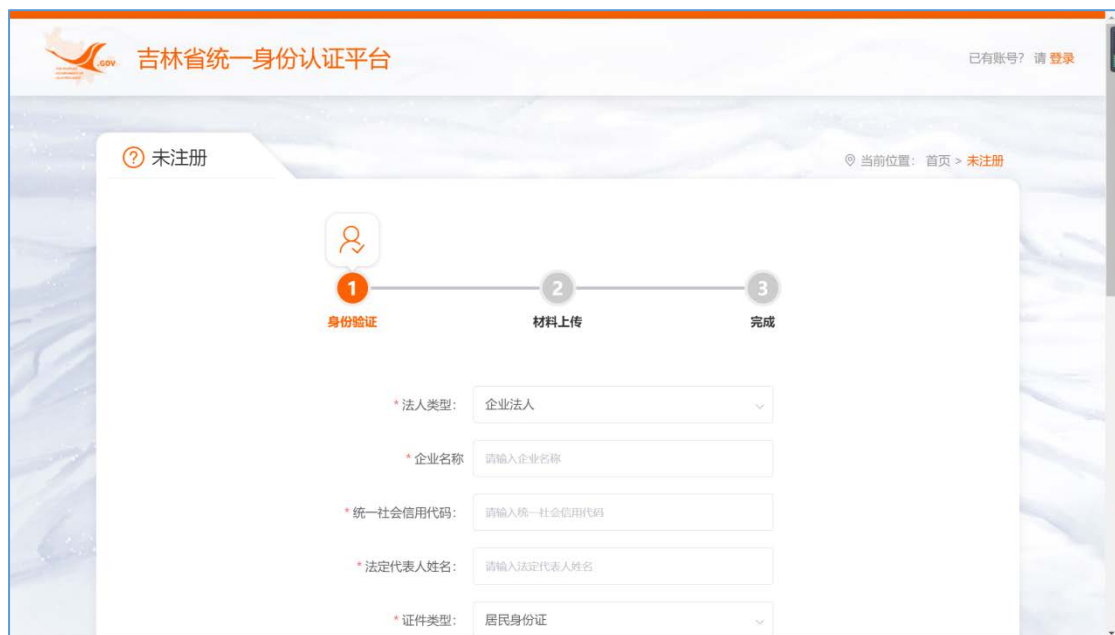 .gov 吉林省统一身份认证平台 已有账号? 请 登录
? 未注册 当前位置: 首页 > 未注册
1 2 3
身份验证 材料上传 完成
* 法人类型: 企业法人
* 企业名称 请输入企业名称
* 统一社会信用代码: 请输入统一社会信用代码
* 法定代表人姓名: 请输入法定代表人姓名
* 证件类型: 居民身份证